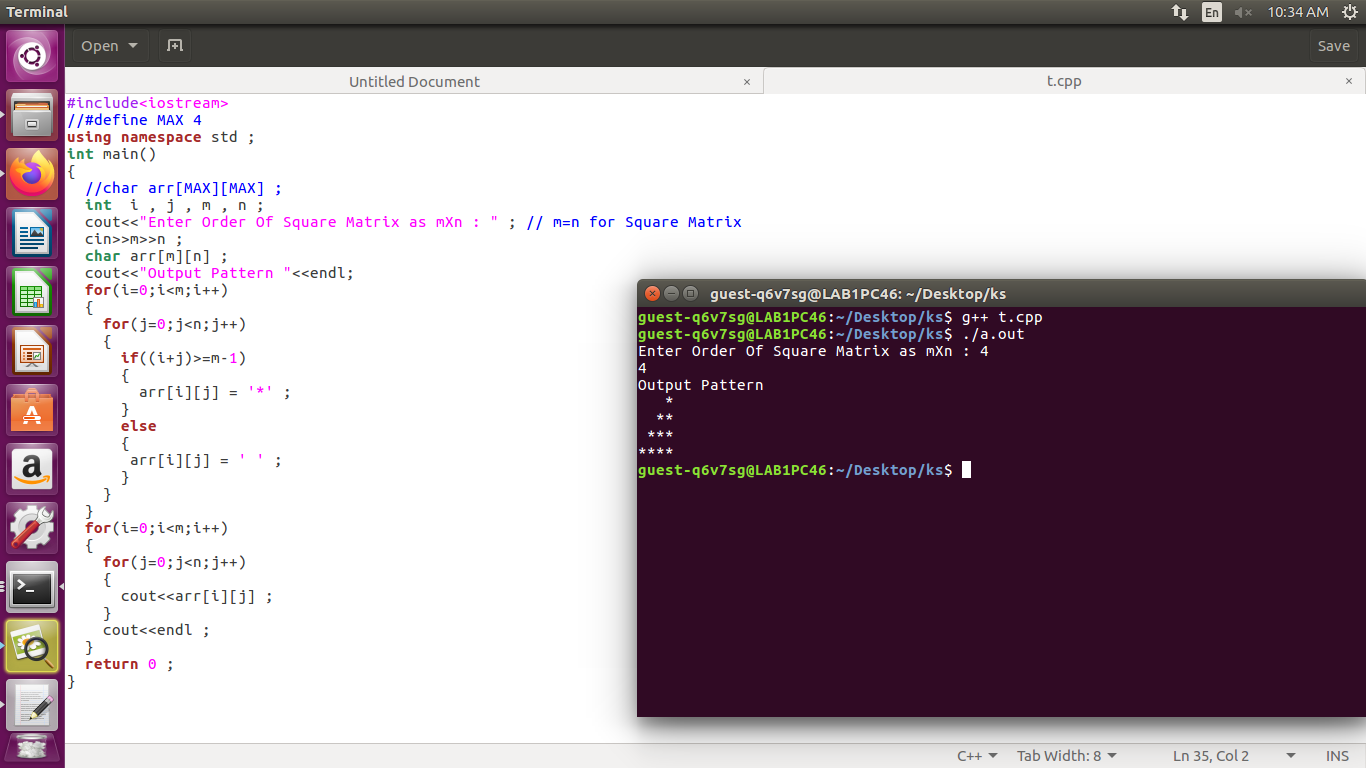 Terminal
En
10:34 AM
Open
Save
Untitled Document ×
t.cpp ×
#include<iostream>
//#define MAX 4
using namespace std ;
int main()
{
  //char arr[MAX][MAX] ;
  int  i , j , m , n ;
  cout<<"Enter Order Of Square Matrix as mXn : " ; // m=n for Square Matrix
  cin>>m>>n ;
  char arr[m][n] ;
  cout<<"Output Pattern "<<endl;
  for(i=0;i<m;i++)
  {
    for(j=0;j<n;j++)
    {
      if((i+j)>=m-1)
      {
        arr[i][j] = '*' ;
      }
      else
      {
       arr[i][j] = ' ' ;
      }
    }
  }
  for(i=0;i<m;i++)
  {
    for(j=0;j<n;j++)
    {
      cout<<arr[i][j] ;
    }
    cout<<endl ;
  }
  return 0 ;
}
guest-q6v7sg@LAB1PC46: ~/Desktop/ks
guest-q6v7sg@LAB1PC46:~/Desktop/ks$ g++ t.cpp
guest-q6v7sg@LAB1PC46:~/Desktop/ks$ ./a.out
Enter Order Of Square Matrix as mXn : 4
4
Output Pattern
   *
  **
 ***
****
guest-q6v7sg@LAB1PC46:~/Desktop/ks$
C++
Tab Width: 8
Ln 35, Col 2
INS